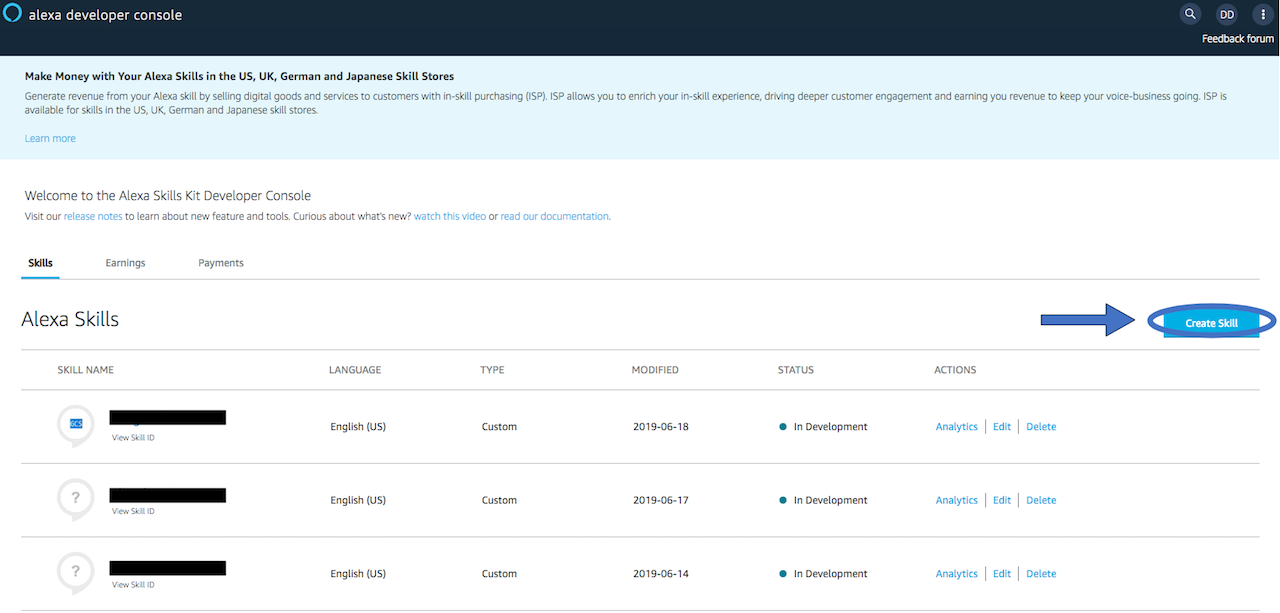 alexa developer console
DD
Feedback forum
Make Money with Your Alexa Skills in the US, UK, German and Japanese Skill Stores
Generate revenue from your Alexa skill by selling digital goods and services to customers with in-skill purchasing (ISP). ISP allows you to enrich your in-skill experience, driving deeper customer engagement and earning you revenue to keep your voice-business going. ISP is
available for skills in the US, UK, German and Japanese skill stores.
Learn more
Welcome to the Alexa Skills Kit Developer Console
Visit our release notes to learn about new feature and tools. Curious about what's new? watch this video or read our documentation.
Skills Earnings Payments
Alexa Skills
Create Skill
SKILL NAME LANGUAGE TYPE MODIFIED STATUS ACTIONS
GCS
View Skill ID
English (US) Custom 2019-06-18 In Development Analytics Edit Delete
?
View Skill ID
English (US) Custom 2019-06-17 In Development Analytics Edit Delete
?
View Skill ID
English (US) Custom 2019-06-14 In Development Analytics Edit Delete